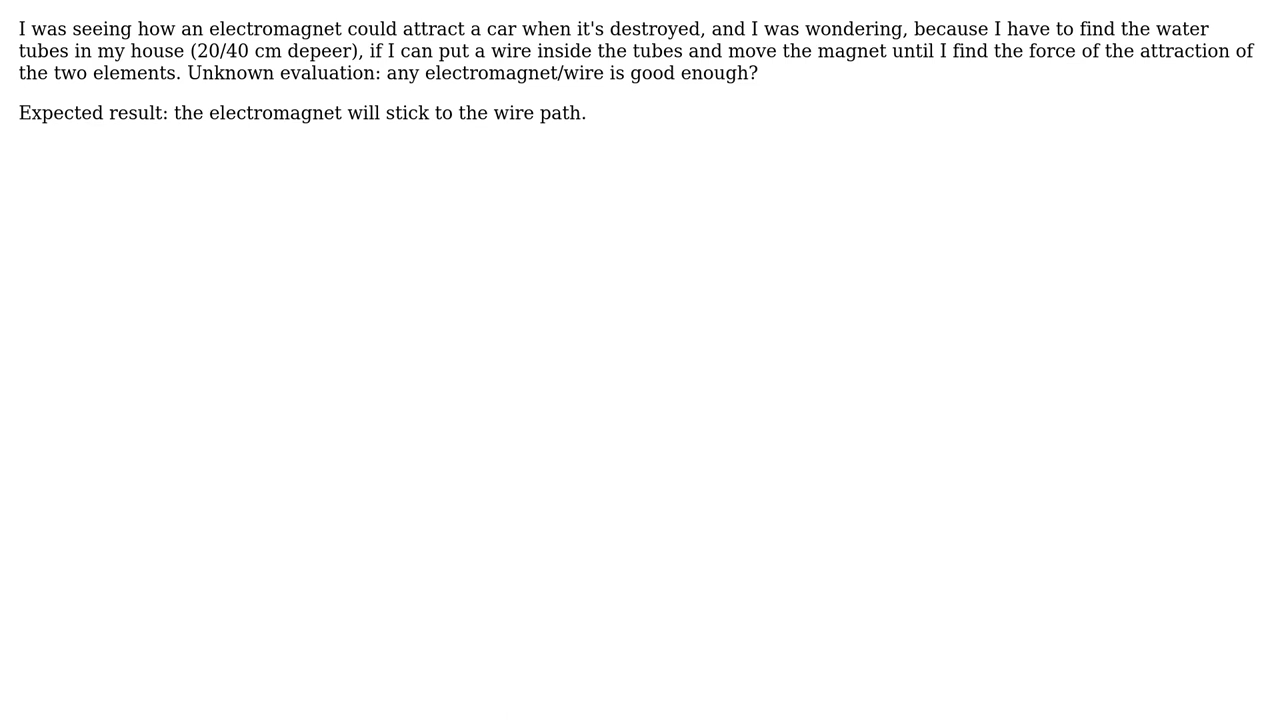 I was seeing how an electromagnet could attract a car when it's destroyed, and I was wondering, because I have to find the water
tubes in my house (20/40 cm depeer), if I can put a wire inside the tubes and move the magnet until I find the force of the attraction of
the two elements. Unknown evaluation: any electromagnet/wire is good enough?
Expected result: the electromagnet will stick to the wire path.